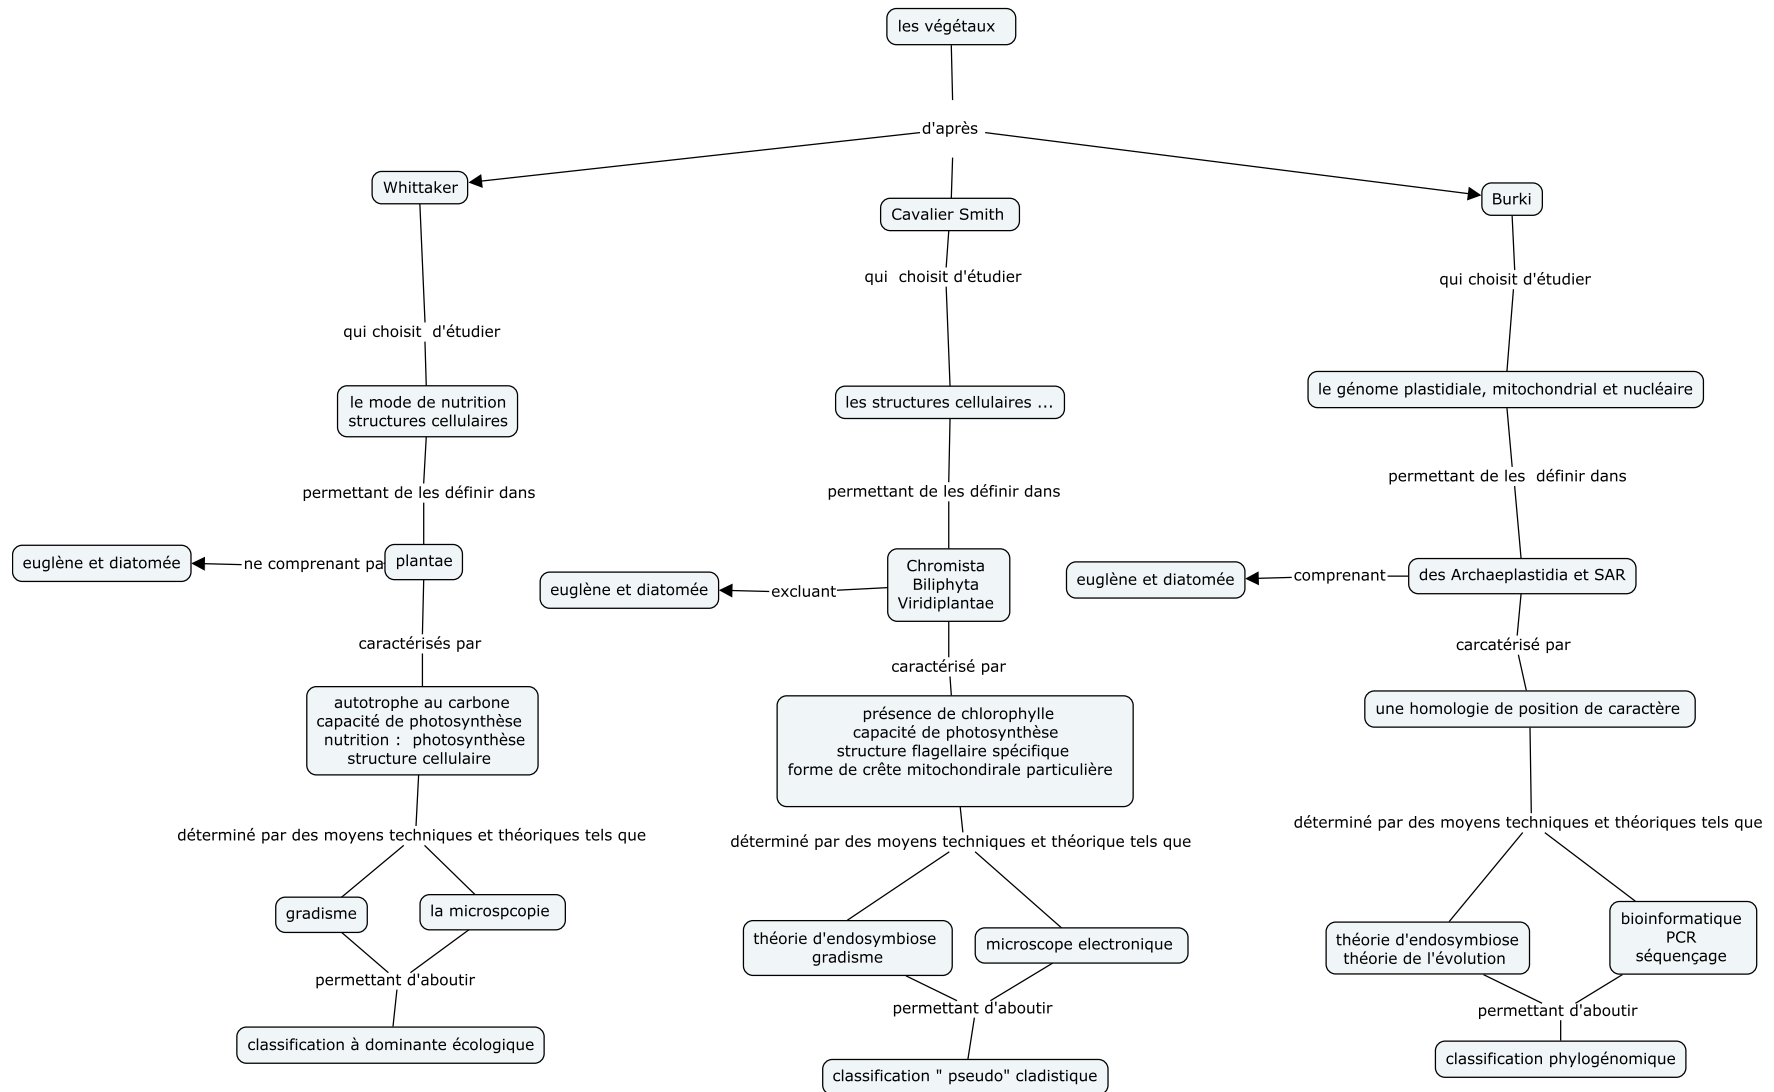 les végétaux
d'après
Whittaker
qui choisit  d'étudier
le mode de nutrition
structures cellulaires
permettant de les définir dans
plantae
ne comprenant pa
euglène et diatomée
caractérisés par
autotrophe au carbone
capacité de photosynthèse
nutrition :  photosynthèse
structure cellulaire
déterminé par des moyens techniques et théoriques tels que
gradisme
la microspcopie
permettant d'aboutir
classification à dominante écologique
Cavalier Smith
qui  choisit d'étudier
les structures cellulaires ...
permettant de les définir dans
Chromista
Biliphyta
Viridiplantae
excluant
euglène et diatomée
caractérisé par
présence de chlorophylle
capacité de photosynthèse
structure flagellaire spécifique
forme de crête mitochondirale particulière
déterminé par des moyens techniques et théorique tels que
théorie d'endosymbiose
gradisme
microscope electronique
permettant d'aboutir
classification " pseudo" cladistique
Burki
qui choisit d'étudier
le génome plastidiale, mitochondrial et nucléaire
permettant de les  définir dans
des Archaeplastidia et SAR
comprenant
euglène et diatomée
carcatérisé par
une homologie de position de caractère
déterminé par des moyens techniques et théoriques tels que
théorie d'endosymbiose
théorie de l'évolution
bioinformatique
PCR
séquençage
permettant d'aboutir
classification phylogénomique